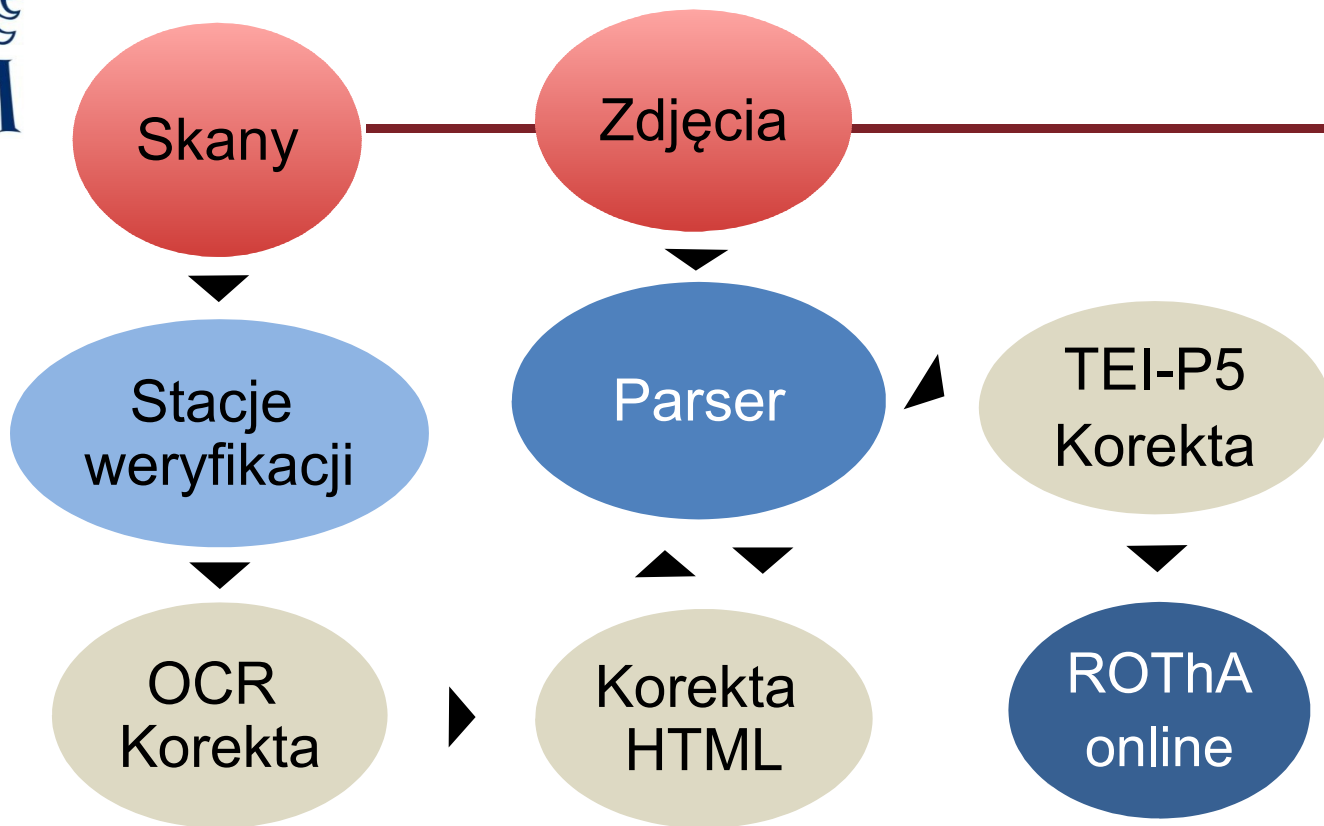 Skany
Zdjęcia
Stacje
weryfikacji
Parser
TEI-P5
Korekta
OCR
Korekta
Korekta
HTML
ROThA
online